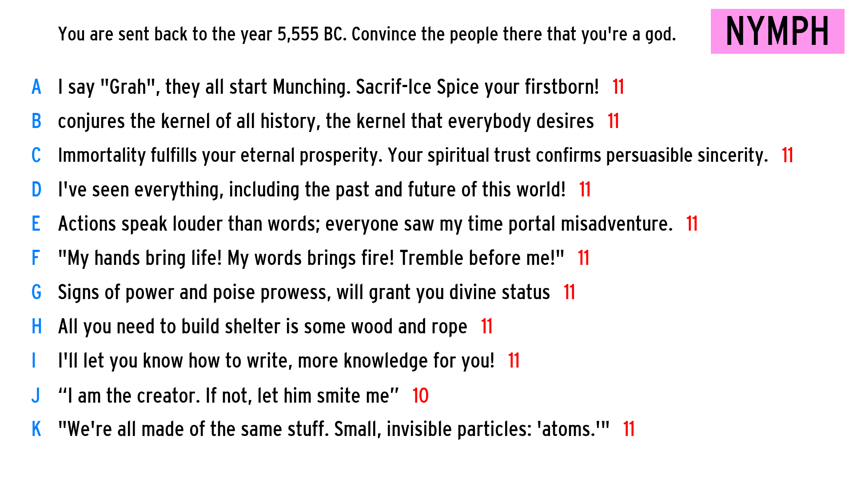 You are sent back to the year 5,555 BC. Convince the people there that you're a god.
NYMPH
A I say "Grah", they all start Munching. Sacrif-Ice Spice your firstborn! 11
B conjures the kernel of all history, the kernel that everybody desires 11
C Immortality fulfills your eternal prosperity. Your spiritual trust confirms persuasible sincerity. 11
D I've seen everything, including the past and future of this world! 11
E Actions speak louder than words; everyone saw my time portal misadventure. 11
F "My hands bring life! My words brings fire! Tremble before me!" 11
G Signs of power and poise prowess, will grant you divine status 11
H All you need to build shelter is some wood and rope 11
I I'll let you know how to write, more knowledge for you! 11
J “I am the creator. If not, let him smite me” 10
K "We're all made of the same stuff. Small, invisible particles: 'atoms.'" 11